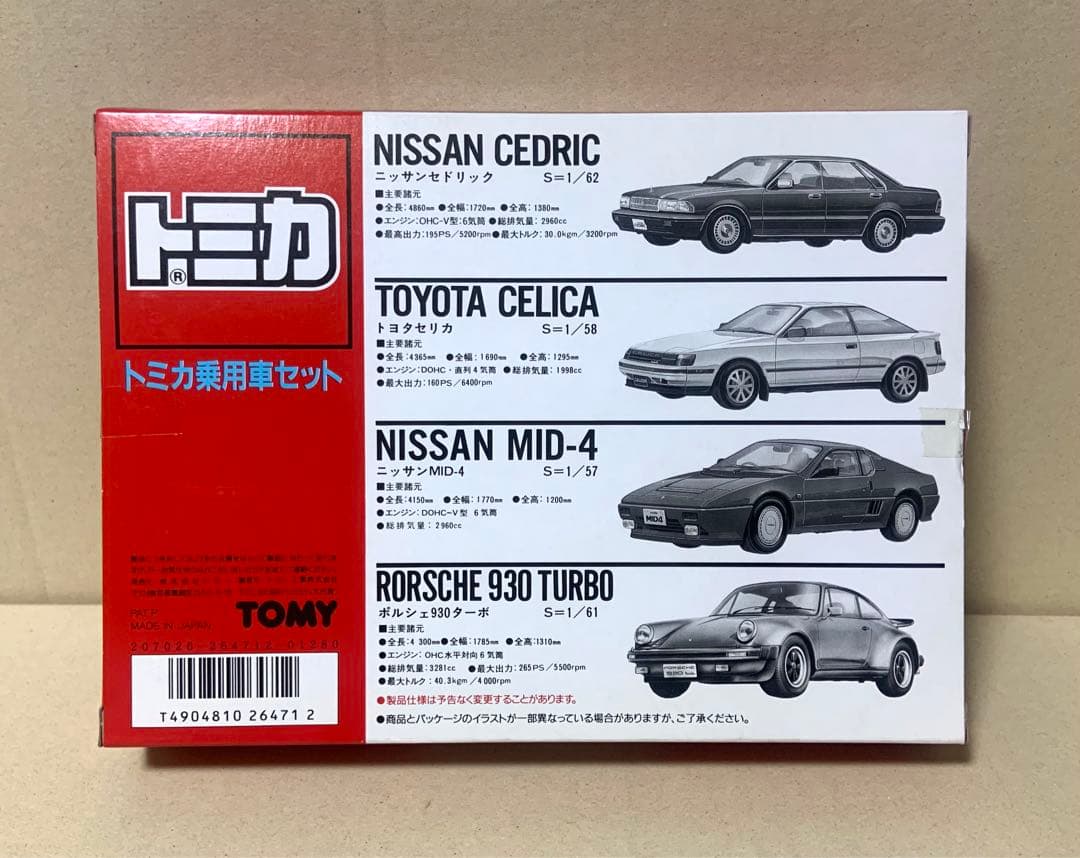 トミカ®
トミカ乗用車セット
PAT.P.
MADE IN JAPAN
TOMY
207020-264712 01280
T4904810 26471 2
NISSAN CEDRIC
ニッサンセドリック S=1/62
■主要諸元
●全長:4860mm ●全幅:1720mm ●全高:1380mm
●エンジン:OHC-V型:6気筒 ●総排気量:2960cc
●最高出力:195PS/5200rpm ●最大トルク:30.0kgm/3200rpm
TOYOTA CELICA
トヨタセリカ S=1/58
■主要諸元
●全長:4365mm ●全幅:1690mm ●全高:1295mm
●エンジン:DOHC・直列4気筒 ●総排気量:1998cc
●最大出力:160PS/6400rpm
NISSAN MID-4
ニッサンMID-4 S=1/57
■主要諸元
●全長:4150mm ●全幅:1770mm ●全高:1200mm
●エンジン:DOHC-V型 6気筒
●総排気量:2960cc
MID4
RORSCHE 930 TURBO
ポルシェ930ターボ S=1/61
■主要諸元
●全長:4300mm ●全幅:1785mm ●全高:1310mm
●エンジン:OHC水平対向6気筒
●総排気量:3281cc ●最大出力:265PS/5500rpm
●最大トルク:40.3kgm/4000rpm
PORSCHE
930 turbo
●製品仕様は予告なく変更することがあります。
●商品とパッケージのイラストが一部異なっている場合がありますが、ご了承ください。